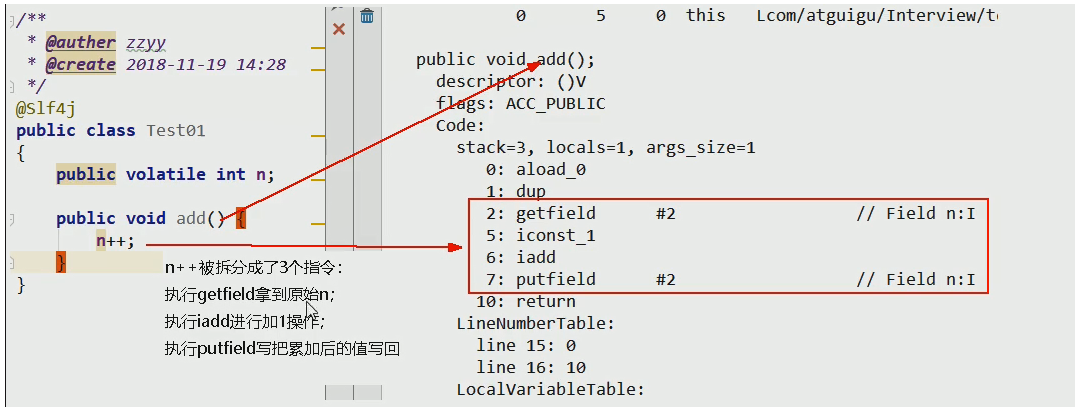 /**
* @auther zzyy
* @create 2018-11-19 14:28
*/
@Slf4j
public class Test01
{
public volatile int n;
public void add() {
n++;
}
}
n++被拆分成了3个指令：
执行getfield拿到原始n；
执行iadd进行加1操作；
执行putfield写把累加后的值写回
0 5 0 this Lcom/atguigu/Interview/te
public void add();
descriptor: ()V
flags: ACC_PUBLIC
Code:
stack=3, locals=1, args_size=1
0: aload_0
1: dup
2: getfield #2 // Field n:I
5: iconst_1
6: iadd
7: putfield #2 // Field n:I
10: return
LineNumberTable:
line 15: 0
line 16: 10
LocalVariableTable: